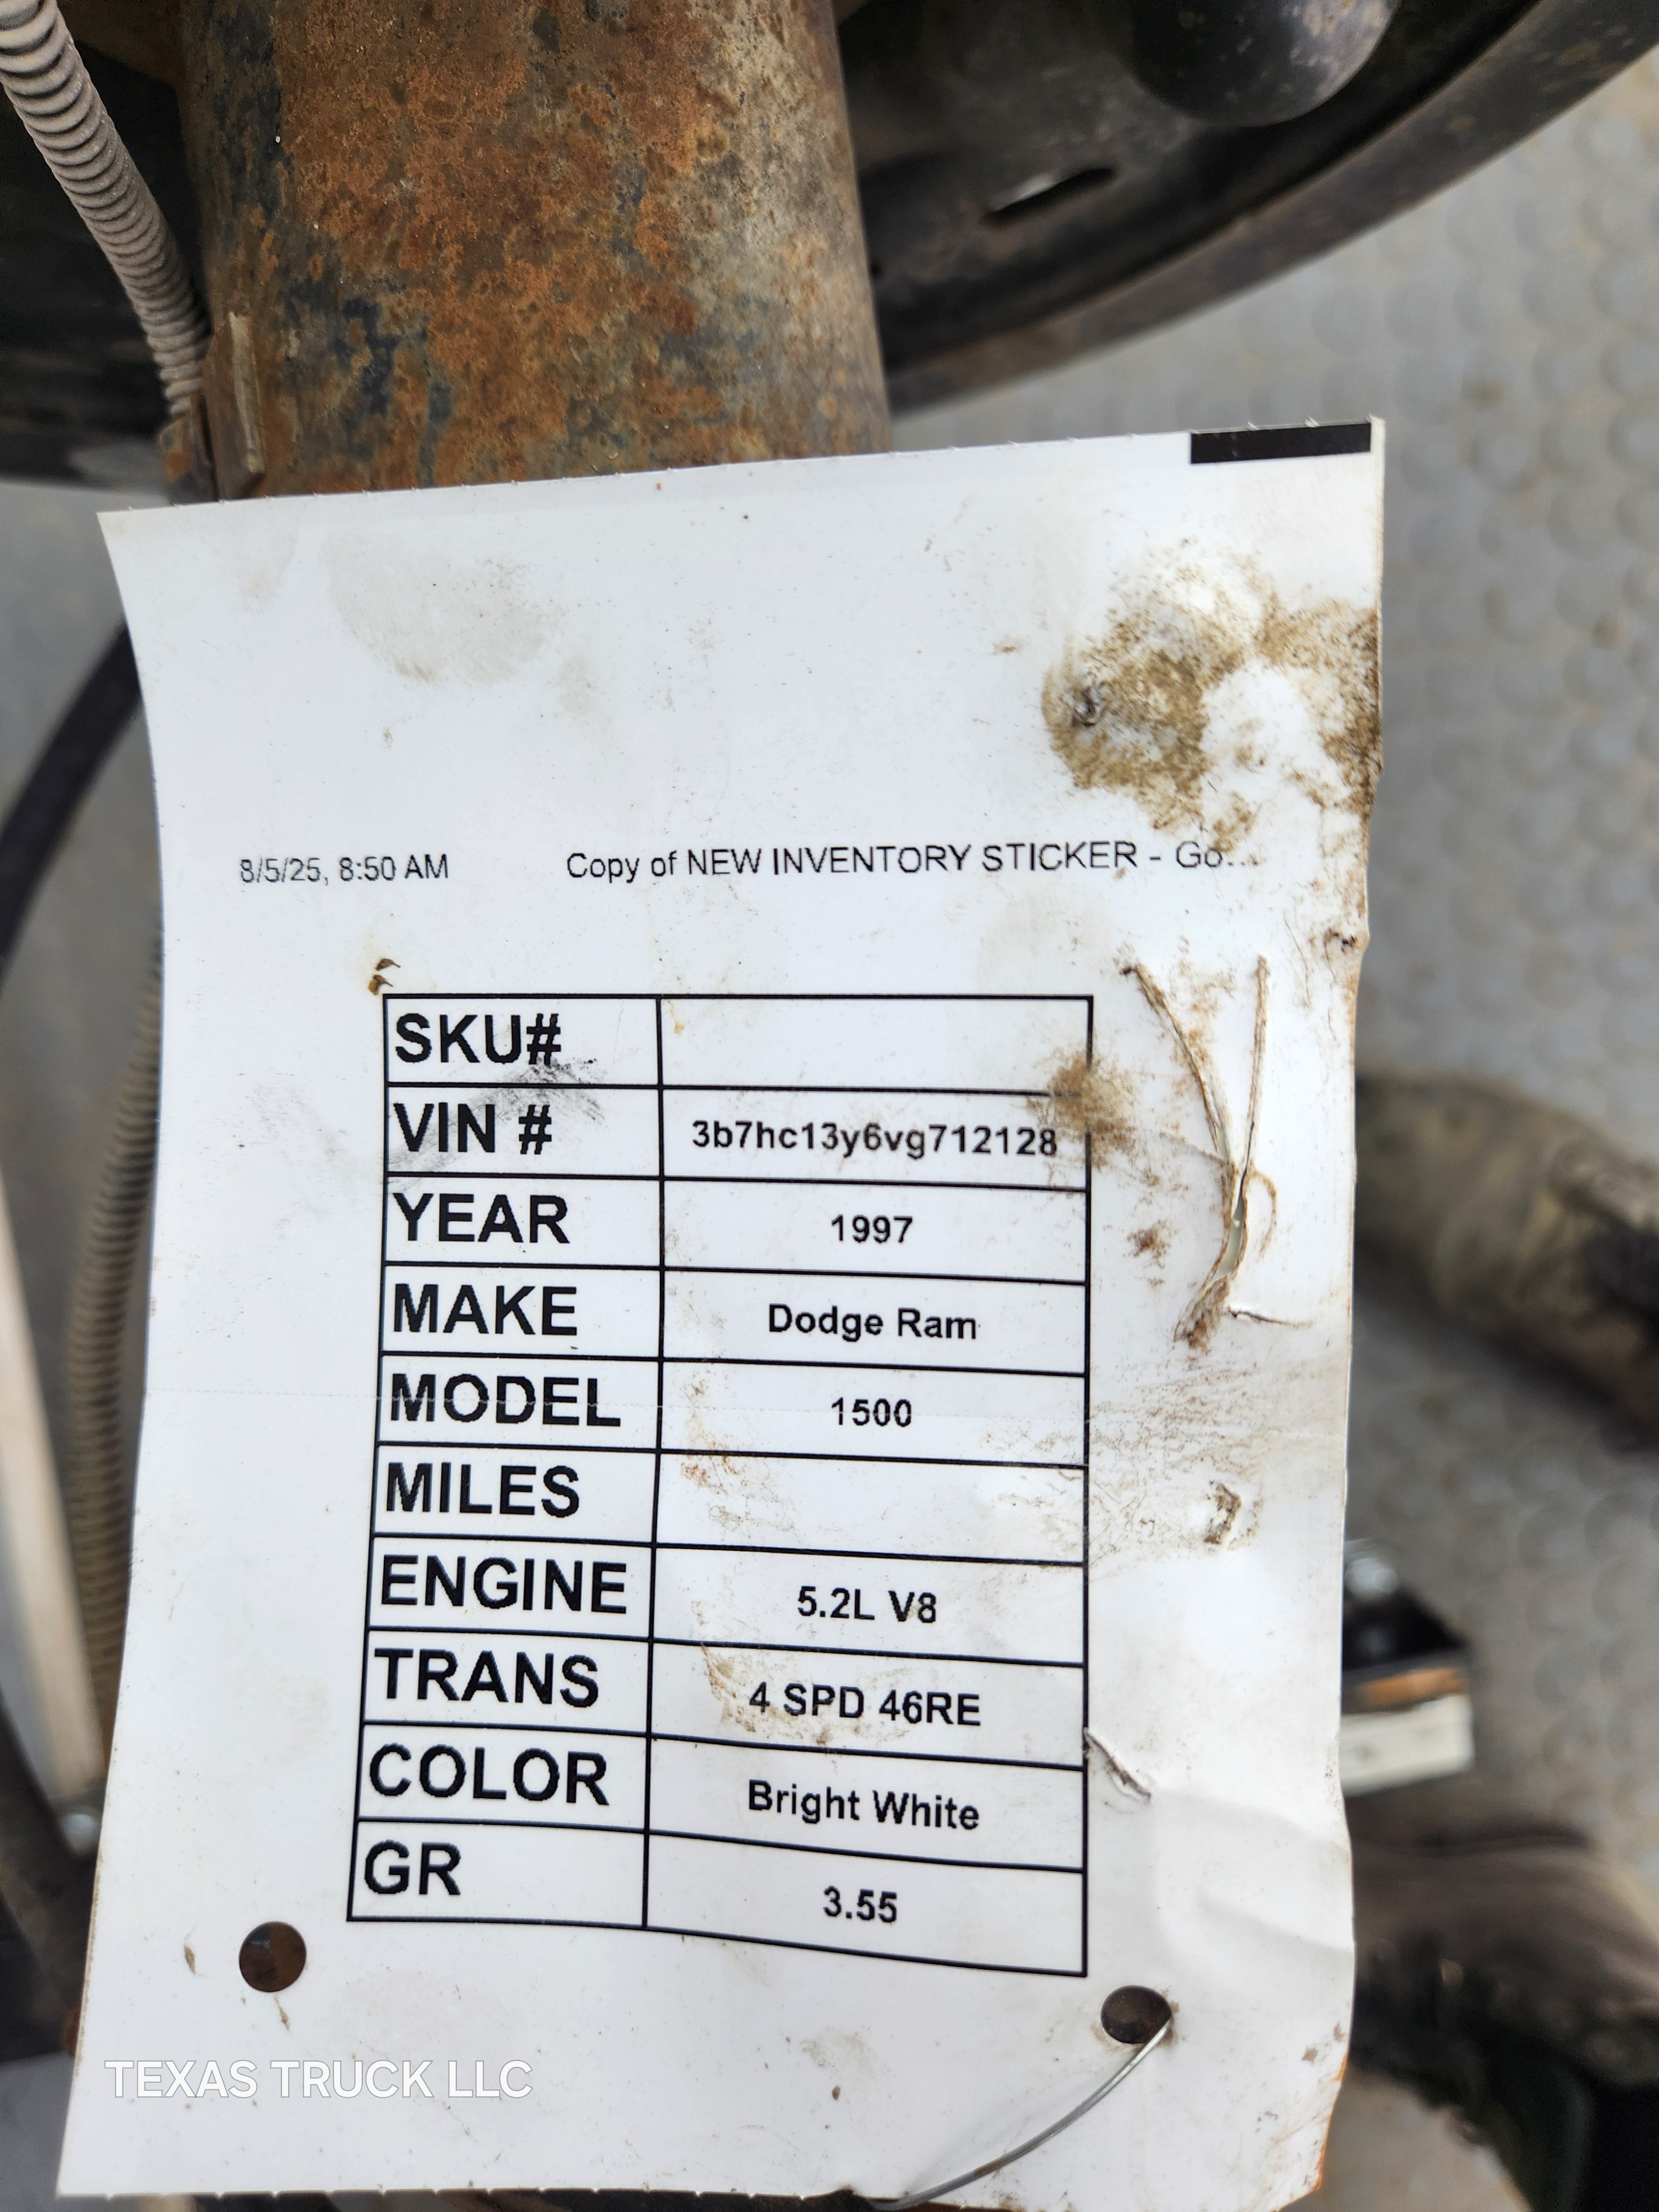 8/5/25, 8:50 AM Copy of NEW INVENTORY STICKER - Go...
SKU#
VIN # 3b7hc13y6vg712128
YEAR 1997
MAKE Dodge Ram
MODEL 1500
MILES
ENGINE 5.2L V8
TRANS 4 SPD 46RE
COLOR Bright White
GR 3.55
TEXAS TRUCK LLC